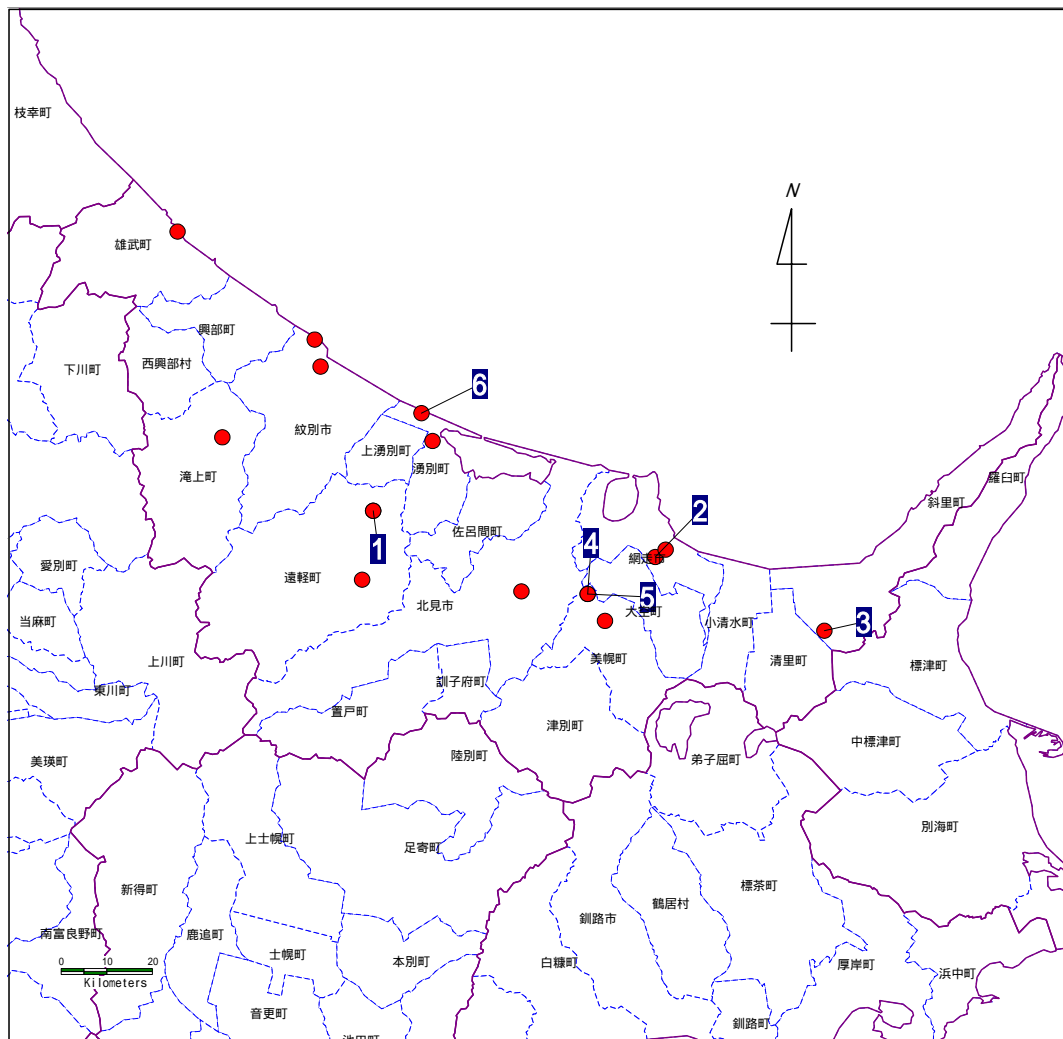 枝幸町
N
雄武町
興部町
西興部村
下川町
6
紋別市
上湧別町
湧別町
滝上町
羅臼町
斜里町
2
佐呂間町
1
4
網走市
愛別町
遠軽町
北見市
5
大空町
当麻町
小清水町
3
美幌町
清里町
標津町
上川町
訓子府町
東川町
置戸町
津別町
中標津町
陸別町
美瑛町
弟子屈町
別海町
上士幌町
足寄町
新得町
標茶町
鶴居村
釧路市
南富良野町
鹿追町
士幌町
本別町
白糠町
厚岸町
浜中町
0 10 20
Kilometers
音更町
釧路町
池田町